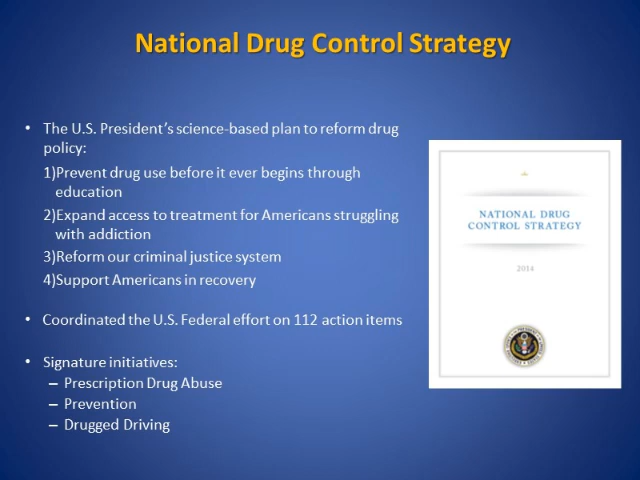 National Drug Control Strategy
• The U.S. President's science-based plan to reform drug
policy:
1)Prevent drug use before it ever begins through
education
2)Expand access to treatment for Americans struggling
with addiction
3)Reform our criminal justice system
4)Support Americans in recovery
• Coordinated the U.S. Federal effort on 112 action items
• Signature initiatives:
– Prescription Drug Abuse
– Prevention
– Drugged Driving
NATIONAL DRUG
CONTROL STRATEGY
2014